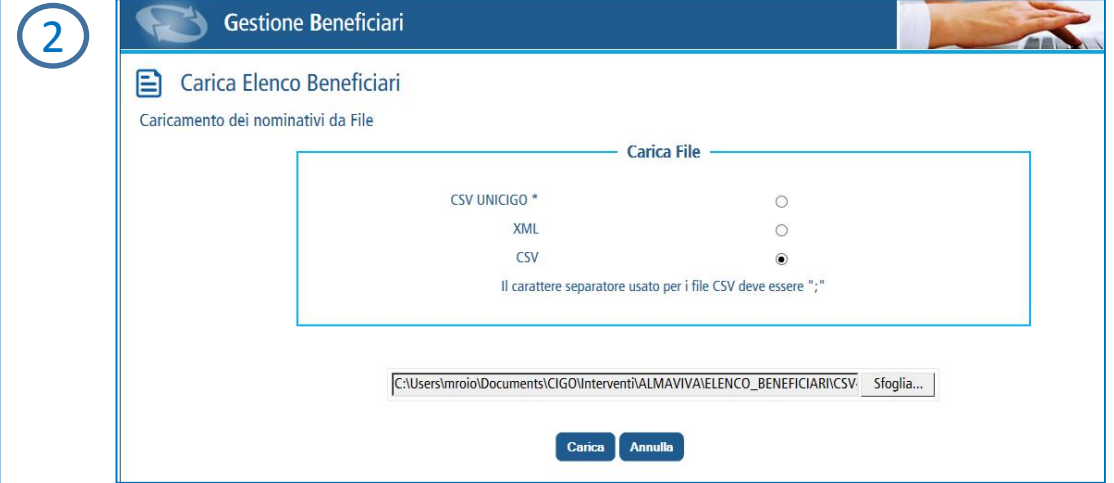 2
Gestione Beneficiari
Carica Elenco Beneficiari
Caricamento dei nominativi da File
Carica File
CSV UNICIGO *
XML
CSV
Il carattere separatore usato per i file CSV deve essere ";"
C:\Users\mroio\Documents\CIGO\Interventi\ALMAVIVA\ELENCO_BENEFICIARI\CSV- Sfoglia...
Carica Annulla